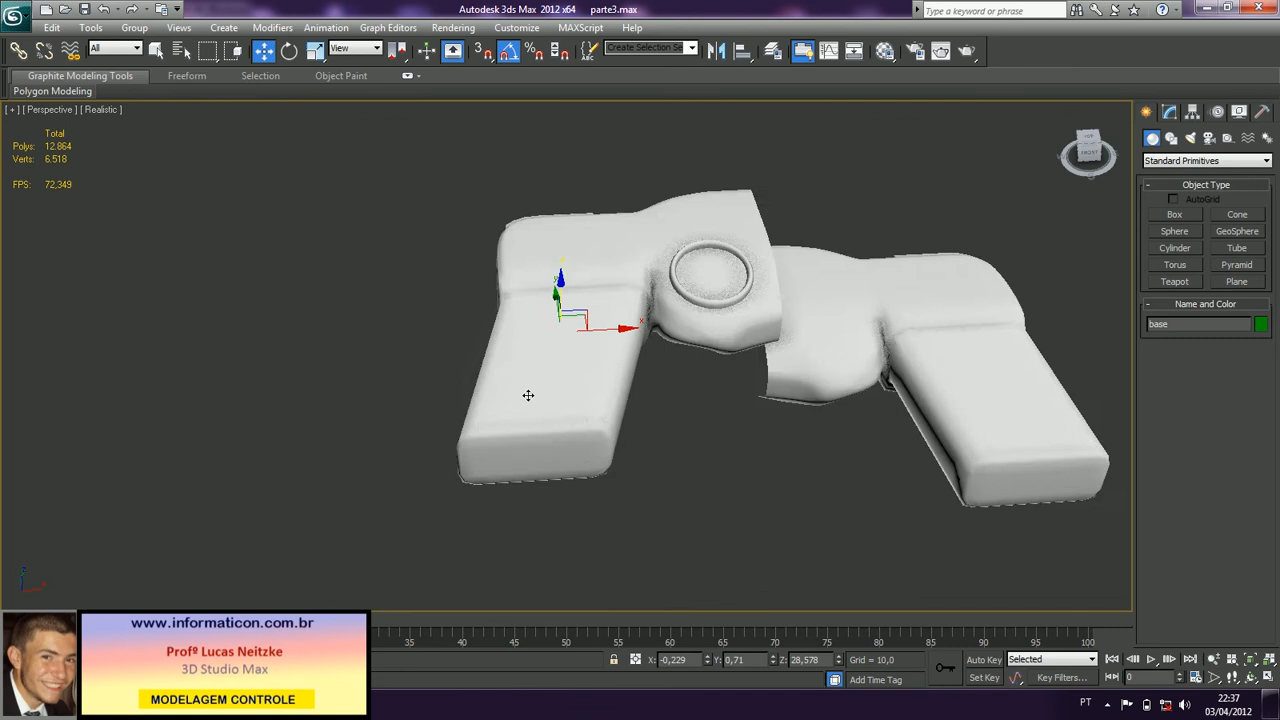 Autodesk 3ds Max 2012 x64 parte3.max
Type a keyword or phrase
Edit Tools Group Views Create Modifiers Animation Graph Editors Rendering Customize MAXScript Help
All View Create Selection Se
Graphite Modeling Tools Freeform Selection Object Paint
Polygon Modeling
[ + ] [ Perspective ] [ Realistic ]
Total
Polys: 12.864
Verts: 6.518
FPS: 72,349
TOP
FRONT
x
Standard Primitives
- Object Type
AutoGrid
Box Cone
Sphere GeoSphere
Cylinder Tube
Torus Pyramid
Teapot Plane
- Name and Color
base
35 40 45 50 55 60 65 70 75 80 85 90 95 100
X: -0,229 Y: 0,71 Z: 28,578 Grid = 10,0
Add Time Tag
Auto Key Selected
Set Key Key Filters... 0
www.informaticon.com.br
Profº Lucas Neitzke
3D Studio Max
MODELAGEM CONTROLE
PT 22:37
03/04/2012